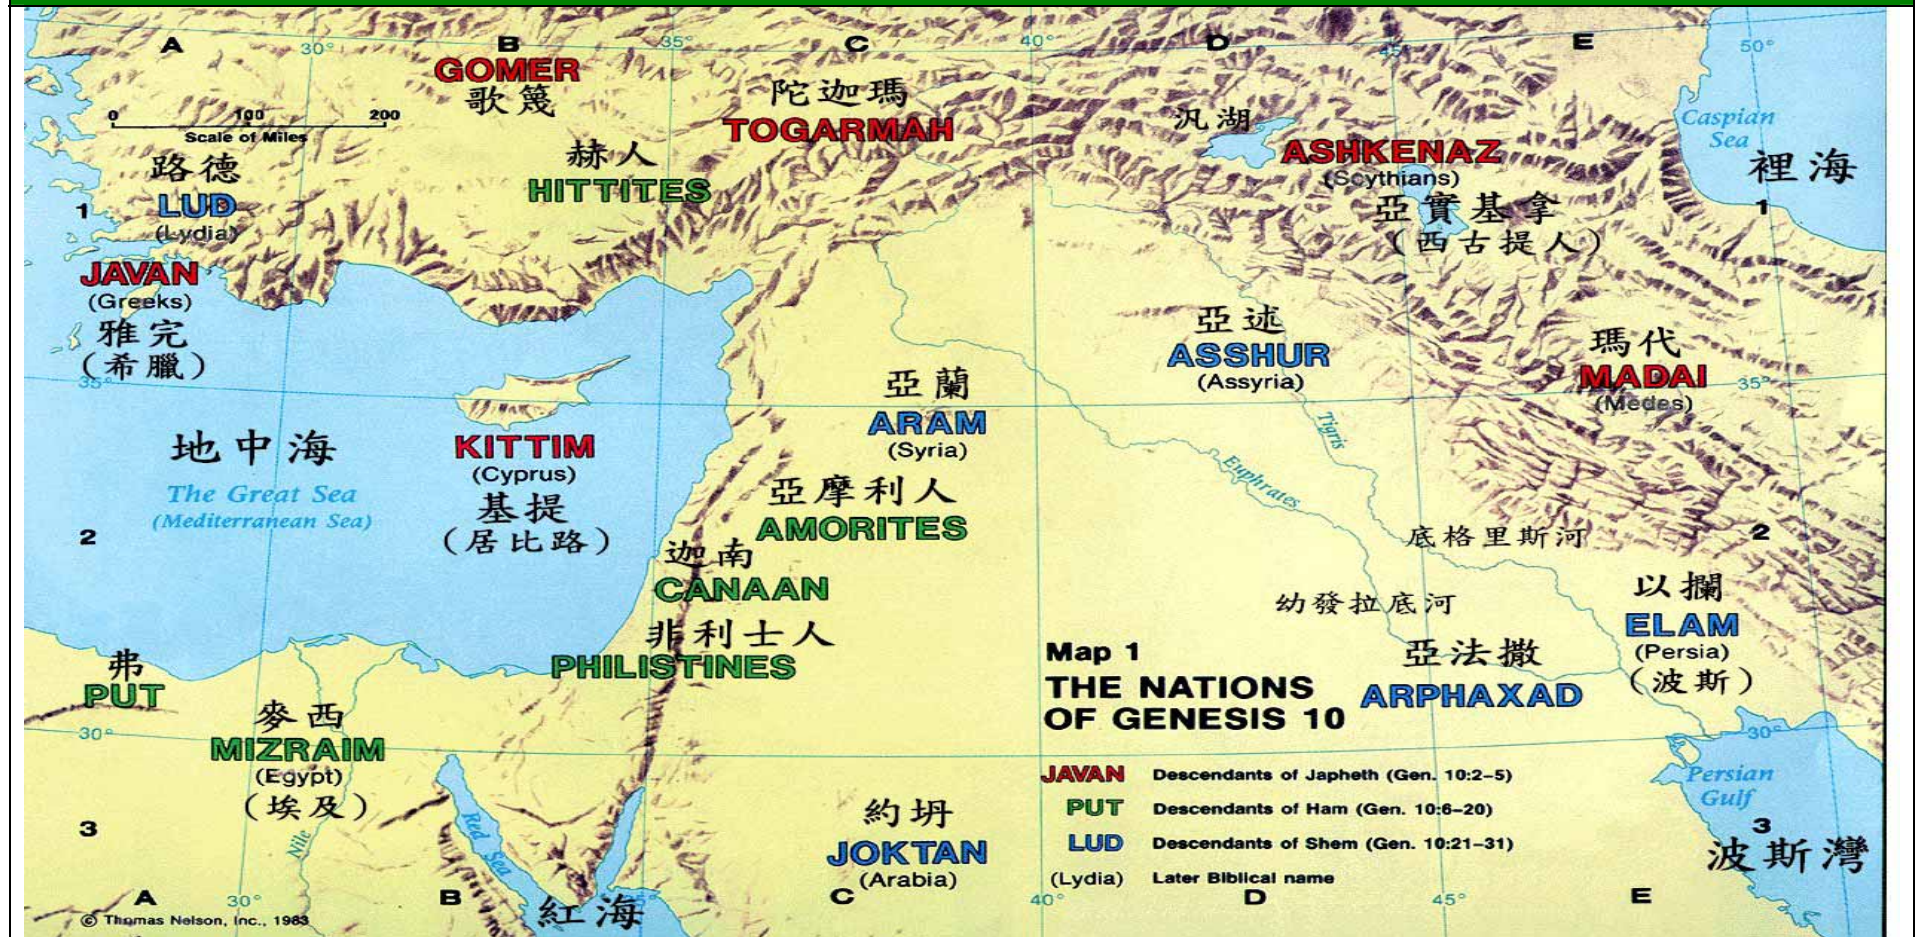 A
30°
B
35°
C
40°
D
45°
E
50°
GOMER
歌篾
陀迦瑪
TOGARMAH
0 100 200
Scale of Miles
汎湖
Caspian
Sea
裡海
ASHKENAZ
(Scythians)
亞實基拿
(西古提人)
赫人
HITTITES
路德
LUD
(Lydia)
1
1
JAVAN
(Greeks)
雅完
(希臘)
35°
亞述
ASSHUR
(Assyria)
瑪代
MADAI
(Medes)
35°
亞蘭
ARAM
(Syria)
Tigris
Euphrates
地中海
The Great Sea
(Mediterranean Sea)
KITTIM
(Cyprus)
基提
(居比路)
亞摩利人
AMORITES
2
2
底格里斯河
迦南
CANAAN
幼發拉底河
以攔
ELAM
(Persia)
(波斯)
非利士人
PHILISTINES
亞法撒
ARPHAXAD
弗
PUT
Map 1
THE NATIONS
OF GENESIS 10
麥西
MIZRAIM
(Egypt)
(埃及)
30°
30°
Persian
Gulf
3
波斯灣
JAVAN Descendants of Japheth (Gen. 10:2–5)
PUT Descendants of Ham (Gen. 10:6–20)
LUD Descendants of Shem (Gen. 10:21–31)
(Lydia) Later Biblical name
3
Nile
Red Sea
約坍
JOKTAN
(Arabia)
A
30°
B
紅海
C
40°
D
45°
E
© Thomas Nelson, Inc., 1983